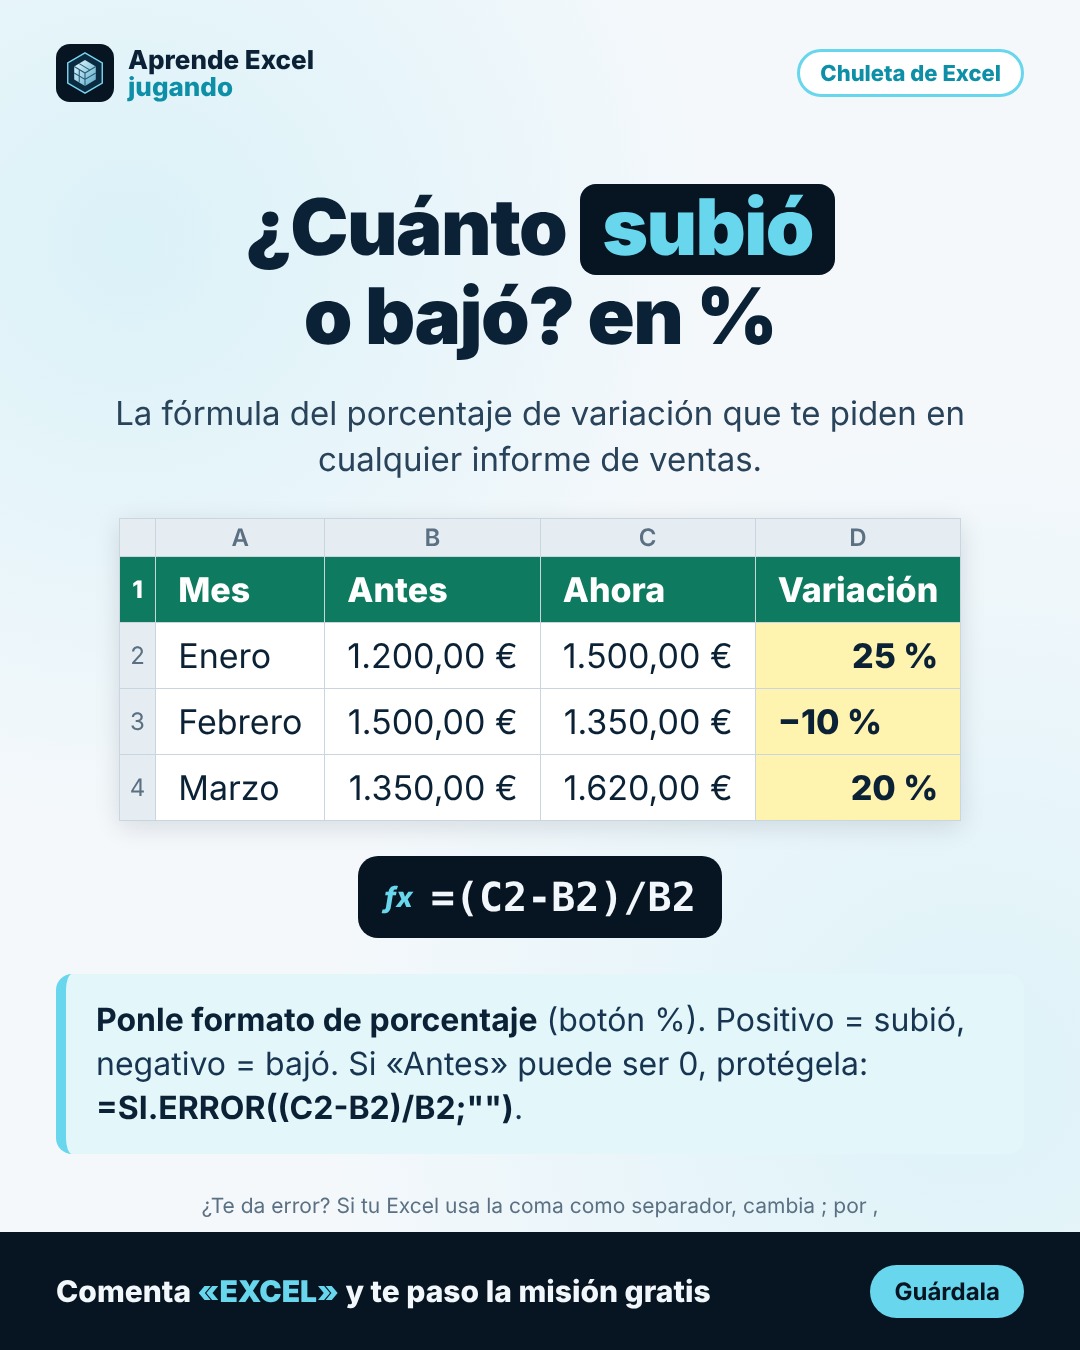 Aprende Excel
jugando
Chuleta de Excel
¿Cuánto subió
o bajó? en %
La fórmula del porcentaje de variación que te piden en
cualquier informe de ventas.
A B C D
1 Mes Antes Ahora Variación
2 Enero 1.200,00 € 1.500,00 € 25 %
3 Febrero 1.500,00 € 1.350,00 € −10 %
4 Marzo 1.350,00 € 1.620,00 € 20 %
fx =(C2-B2)/B2
Ponle formato de porcentaje (botón %). Positivo = subió,
negativo = bajó. Si «Antes» puede ser 0, protégela:
=SI.ERROR((C2-B2)/B2;"").
¿Te da error? Si tu Excel usa la coma como separador, cambia ; por ,
Comenta «EXCEL» y te paso la misión gratis
Guárdala